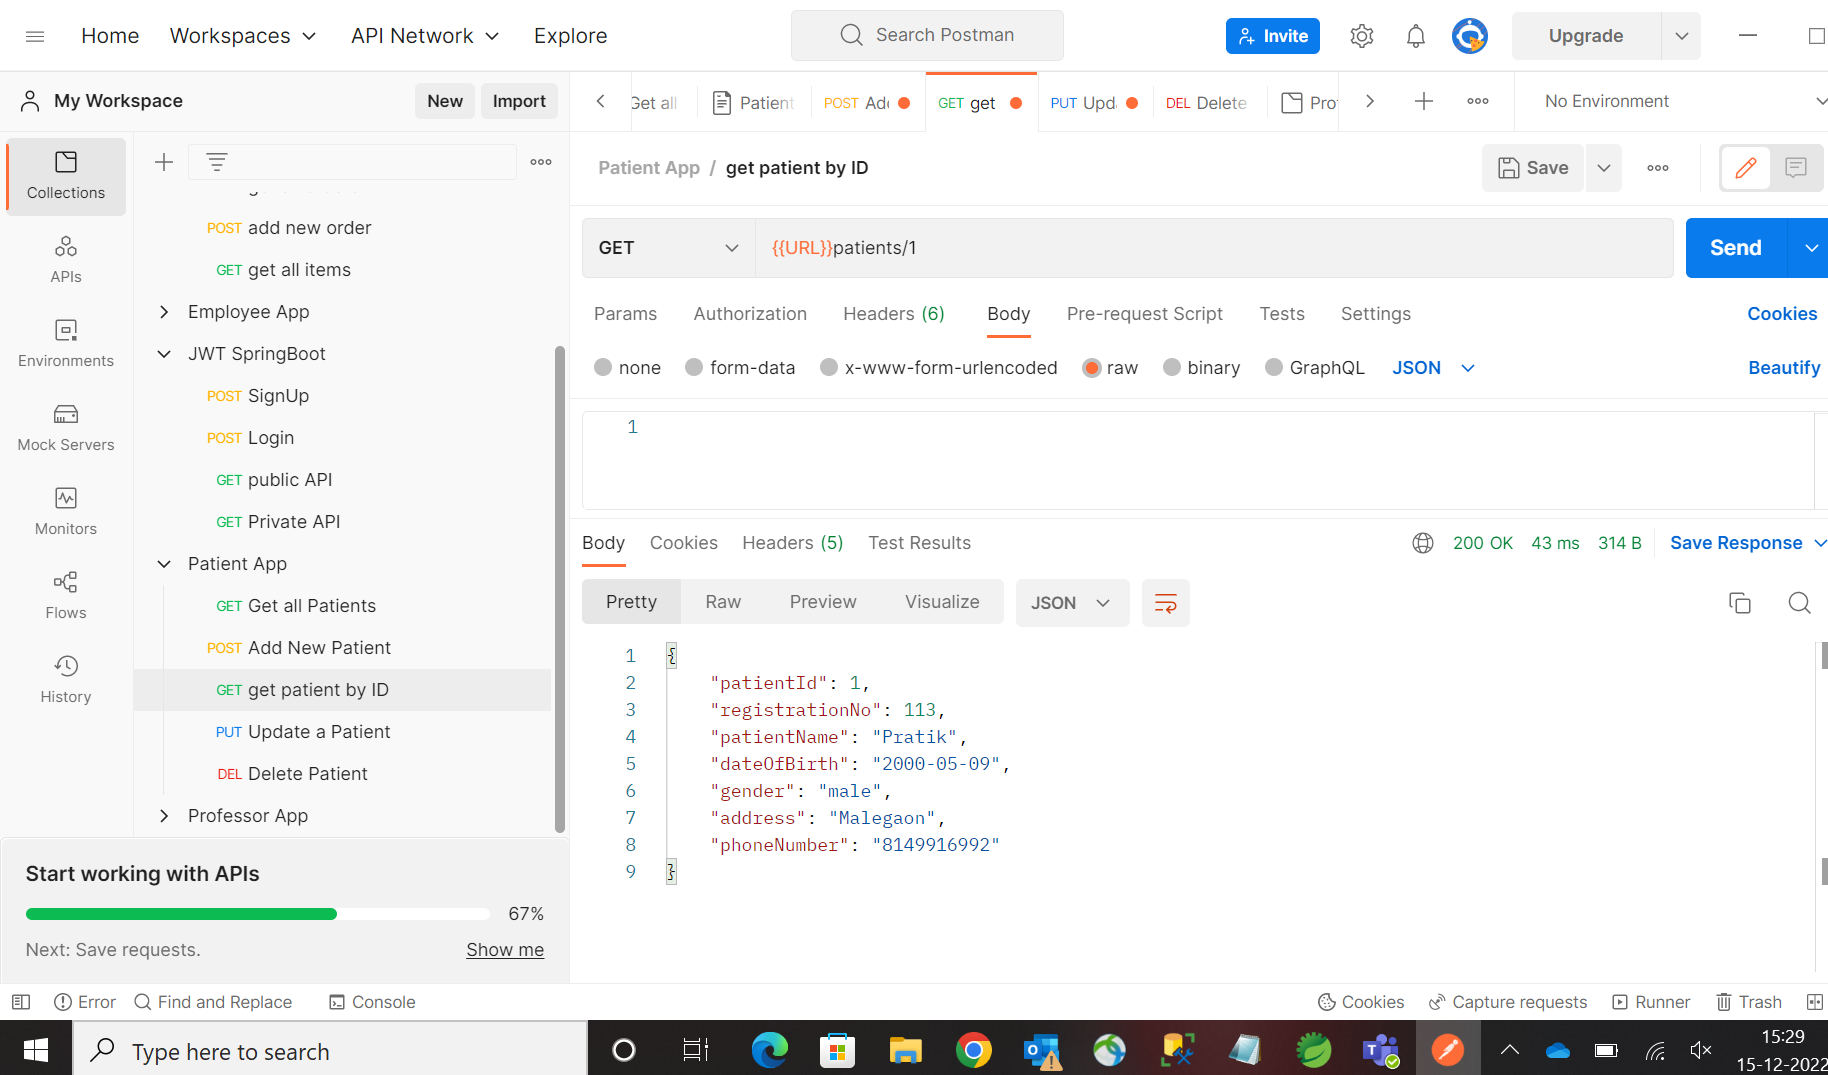 Home Workspaces API Network Explore Search Postman Invite Upgrade
My Workspace New Import
Get all Patient POST Add GET get PUT Upd DEL Delete Pro No Environment
Collections
APIs
Environments
Mock Servers
Monitors
Flows
History
POST add new order
GET get all items
Employee App
JWT SpringBoot
POST SignUp
POST Login
GET public API
GET Private API
Patient App
GET Get all Patients
POST Add New Patient
GET get patient by ID
PUT Update a Patient
DEL Delete Patient
Professor App
Start working with APIs
67%
Next: Save requests. Show me
Patient App / get patient by ID Save
GET {{URL}}patients/1 Send
Params Authorization Headers (6) Body Pre-request Script Tests Settings Cookies
none form-data x-www-form-urlencoded raw binary GraphQL JSON Beautify
1
Body Cookies Headers (5) Test Results 200 OK 43 ms 314 B Save Response
Pretty Raw Preview Visualize JSON
1 {
2 "patientId": 1,
3 "registrationNo": 113,
4 "patientName": "Pratik",
5 "dateOfBirth": "2000-05-09",
6 "gender": "male",
7 "address": "Malegaon",
8 "phoneNumber": "8149916992"
9 }
Error Find and Replace Console Cookies Capture requests Runner Trash
Type here to search
15:29
15-12-2022